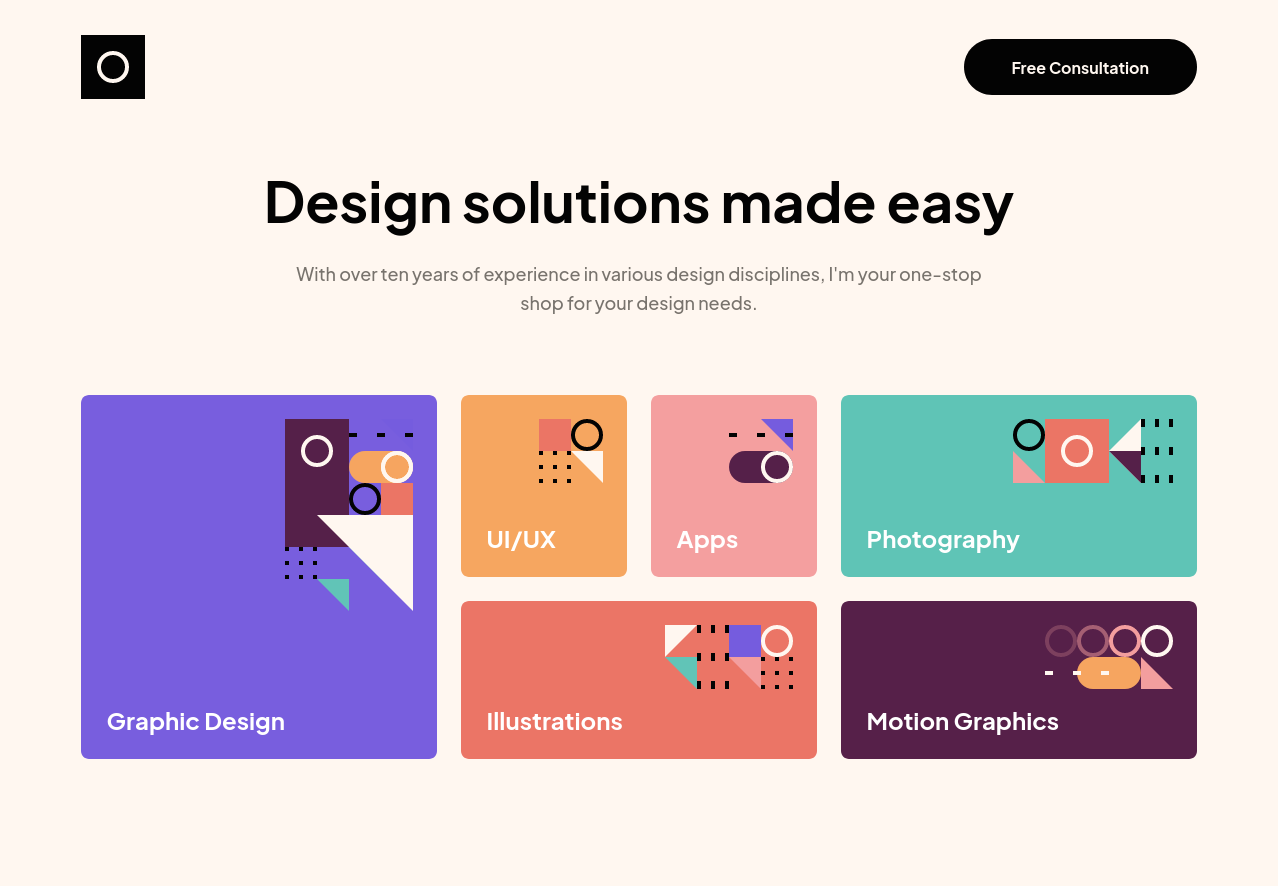 Free Consultation
Design solutions made easy
With over ten years of experience in various design disciplines, I'm your one-stop
shop for your design needs.
UI/UX
Apps
Photography
Graphic Design
Illustrations
Motion Graphics